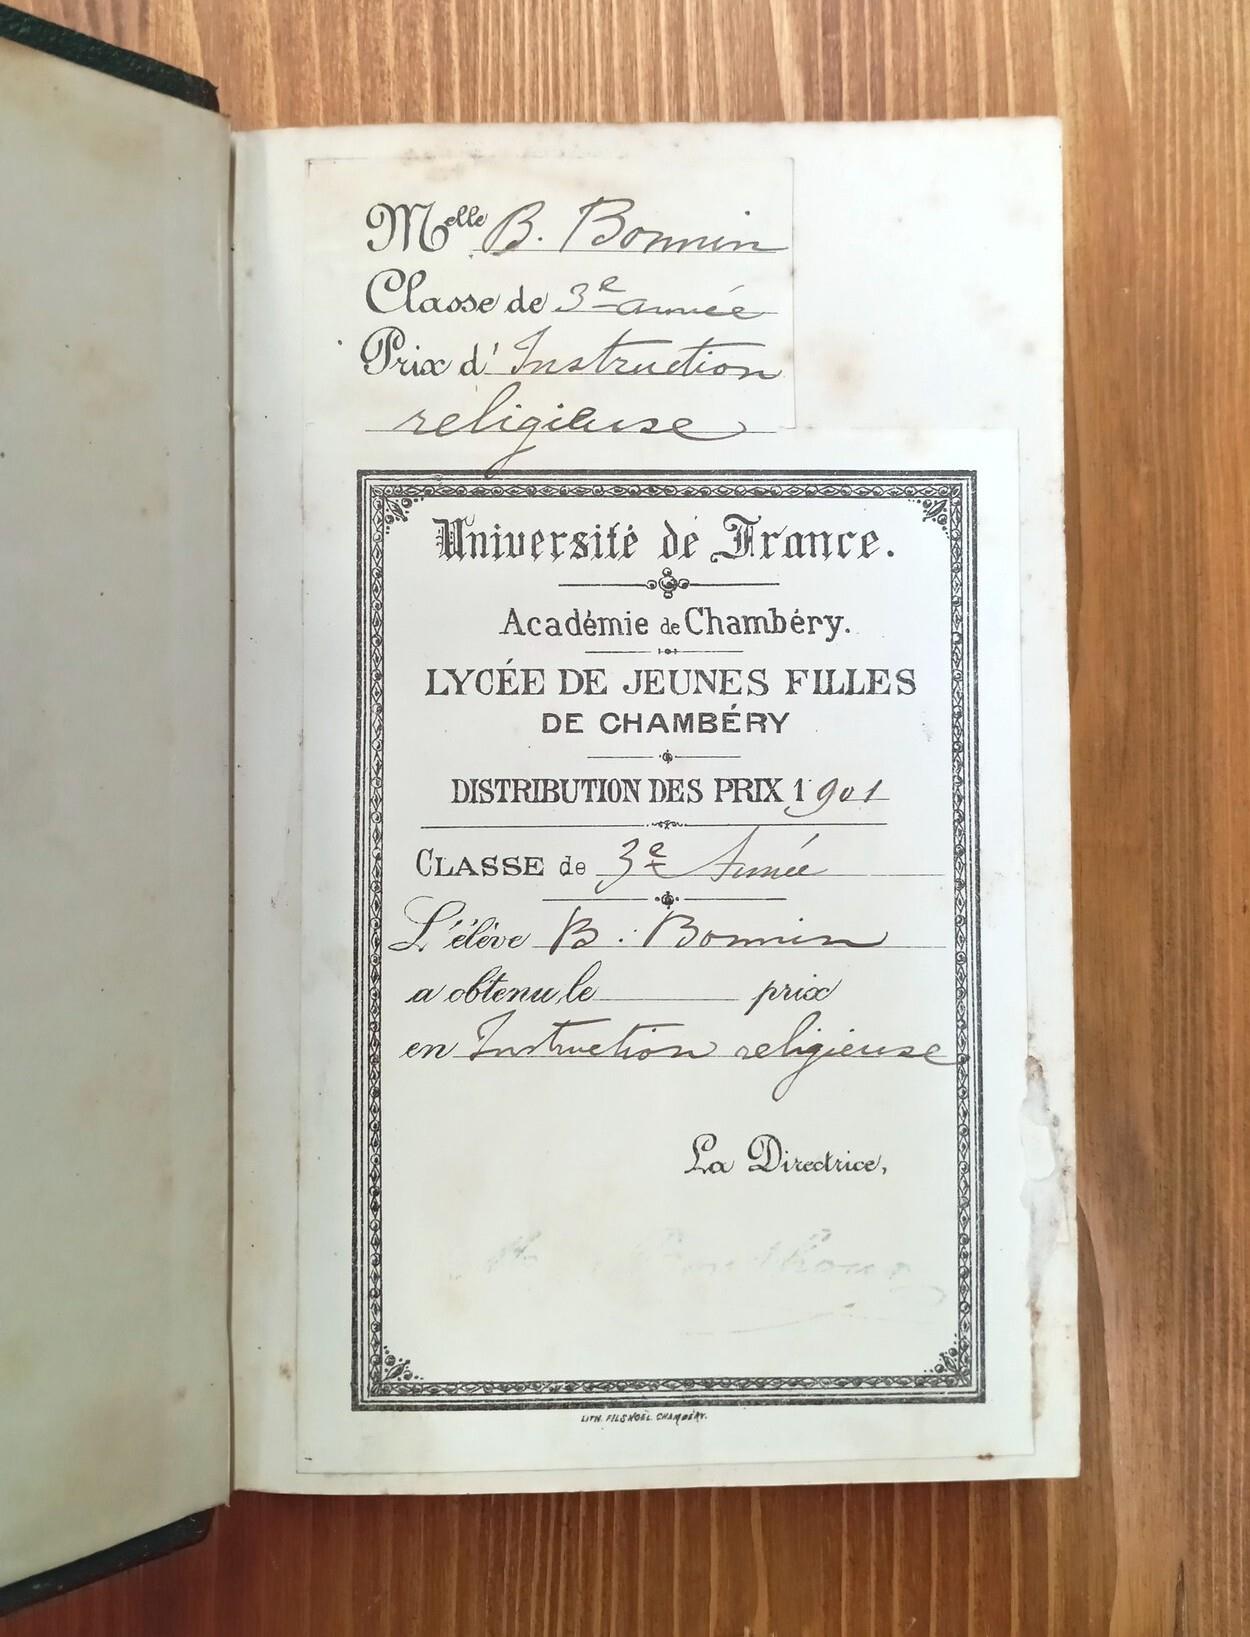 Melle B. Bonnin
Classe de 3e année
Prix d'Instruction
religieuse
Université de France.
Académie de Chambéry.
LYCÉE DE JEUNES FILLES
DE CHAMBÉRY
DISTRIBUTION DES PRIX 1901
CLASSE de 3e Année
L'élève B. Bonnin
a obtenu le prix
en Instruction religieuse
La Directrice,
LITH. FILS NOËL. CHAMBÉRY.